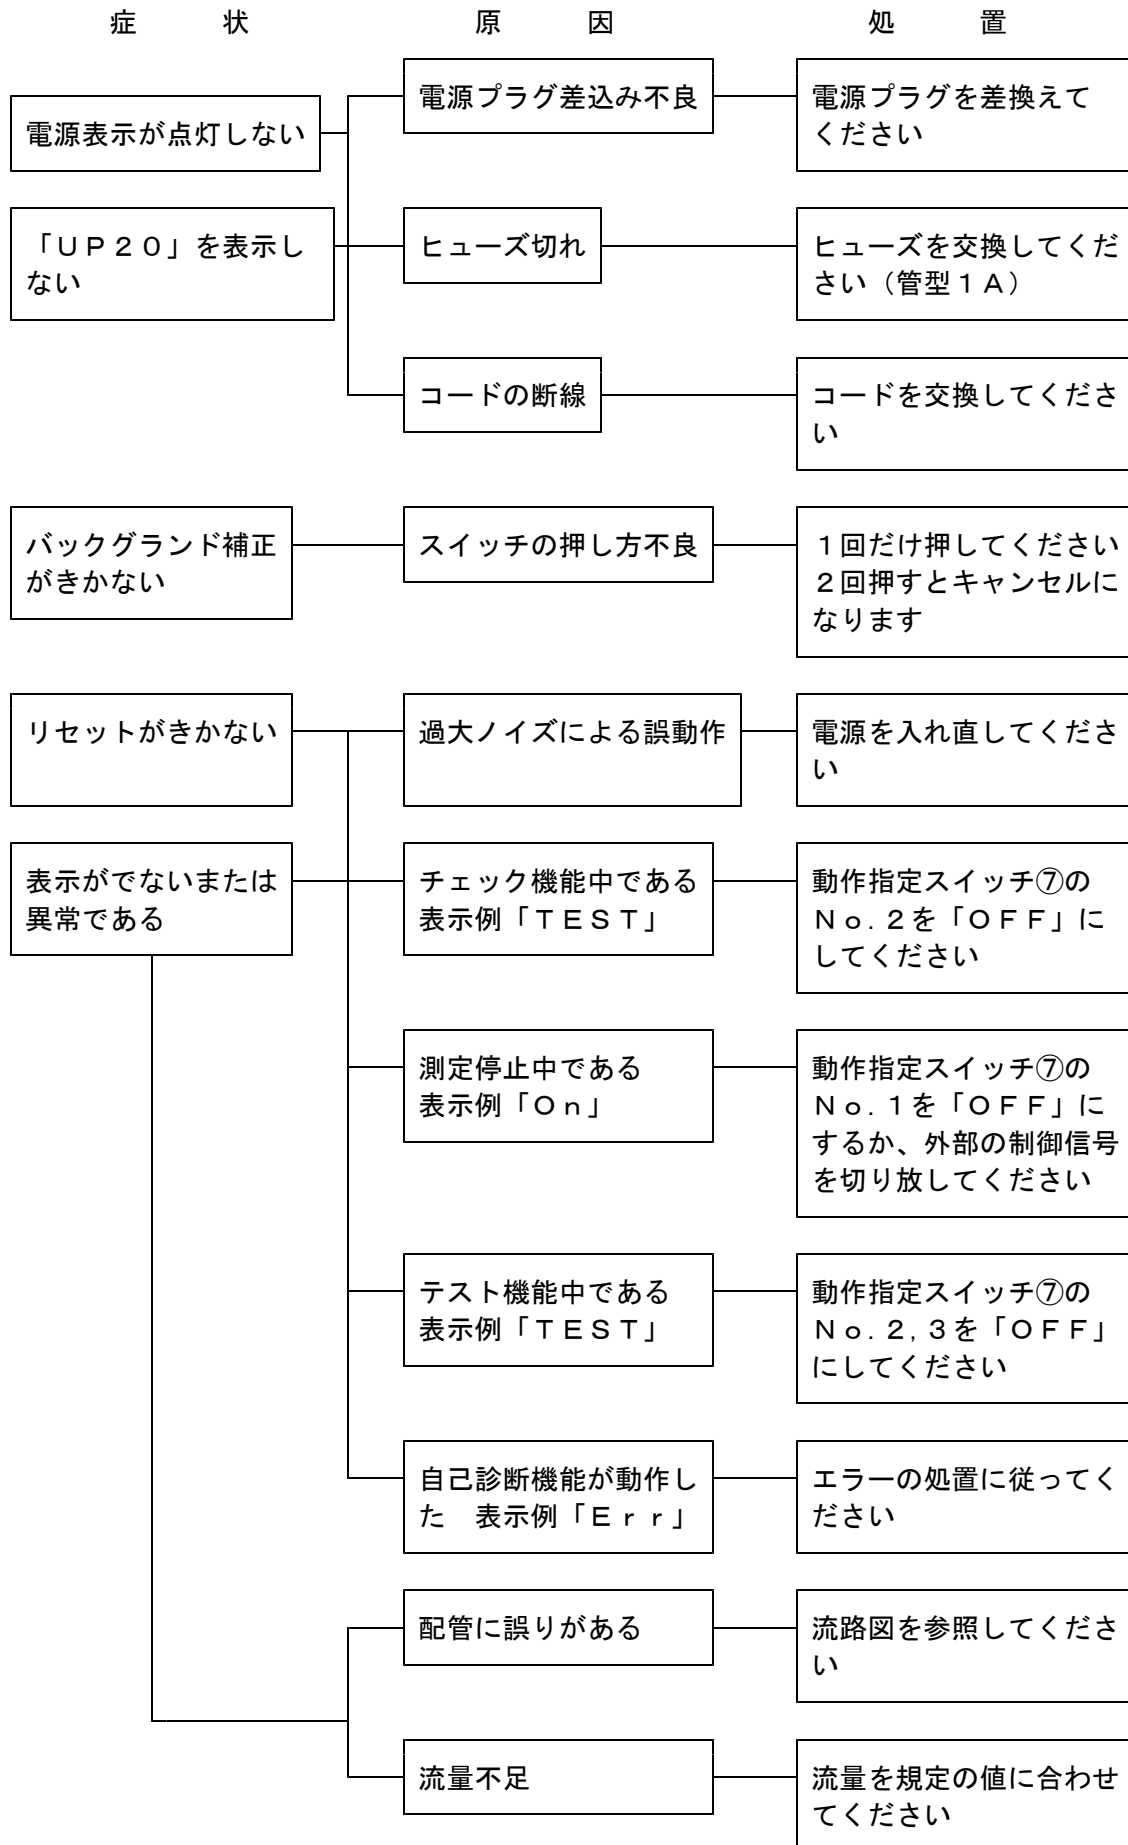 症　　　状　　　　　　　　原　　　因　　　　　　　　　処　　　置
電源表示が点灯しない
電源プラグ差込み不良
電源プラグを差換えて
ください
「ＵＰ２０」を表示し
ない
ヒューズ切れ
ヒューズを交換してくだ
さい（管型１Ａ）
コードの断線
コードを交換してくださ
い
バックグランド補正
がきかない
スイッチの押し方不良
１回だけ押してください
２回押すとキャンセルに
なります
リセットがきかない
過大ノイズによる誤動作
電源を入れ直してくださ
い
表示がでないまたは
異常である
チェック機能中である
表示例「ＴＥＳＴ」
動作指定スイッチ⑦の
Ｎｏ．２を「ＯＦＦ」に
してください
測定停止中である
表示例「Ｏｎ」
動作指定スイッチ⑦の
Ｎｏ．１を「ＯＦＦ」に
するか、外部の制御信号
を切り放してください
テスト機能中である
表示例「ＴＥＳＴ」
動作指定スイッチ⑦の
Ｎｏ．２，３を「ＯＦＦ」
にしてください
自己診断機能が動作し
た　表示例「Ｅｒｒ」
エラーの処置に従ってく
ださい
配管に誤りがある
流路図を参照してくださ
い
流量不足
流量を規定の値に合わせ
てください